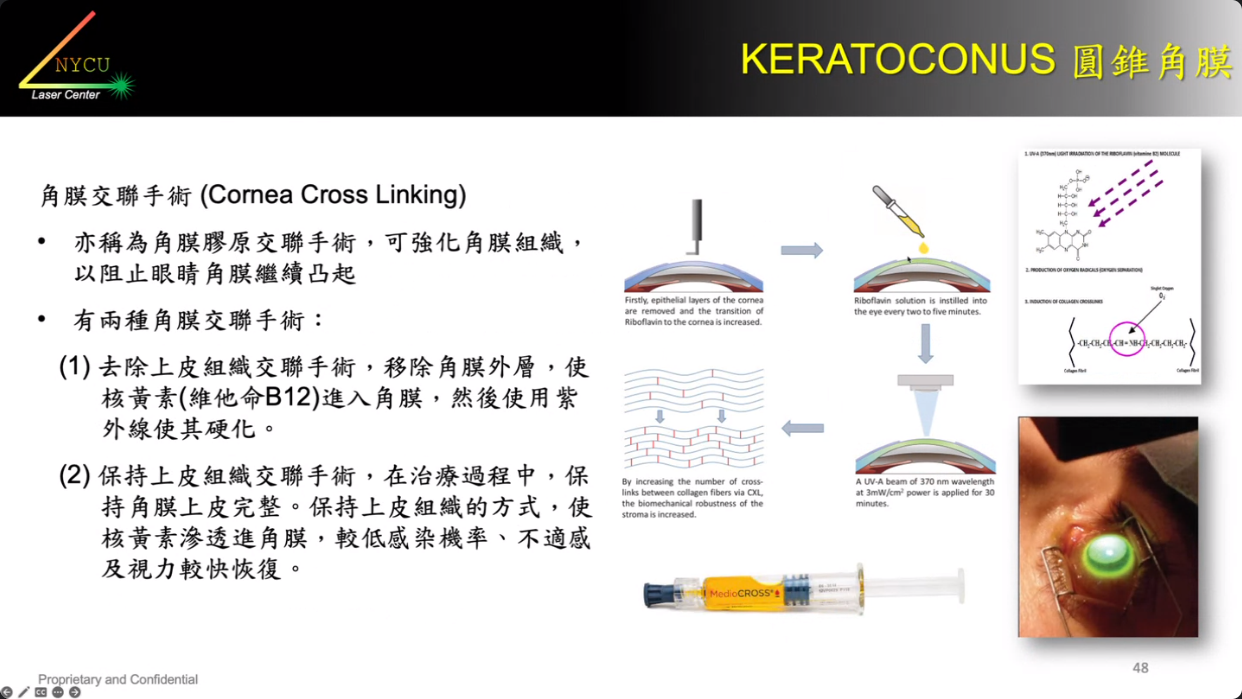 NYCU
Laser Center
KERATOCONUS 圓錐角膜
角膜交聯手術 (Cornea Cross Linking)
• 亦稱為角膜膠原交聯手術，可強化角膜組織，
以阻止眼睛角膜繼續凸起
• 有兩種角膜交聯手術：
(1) 去除上皮組織交聯手術，移除角膜外層，使
核黃素(維他命B12)進入角膜，然後使用紫
外線使其硬化。
(2) 保持上皮組織交聯手術，在治療過程中，保
持角膜上皮完整。保持上皮組織的方式，使
核黃素滲透進角膜，較低感染機率、不適感
及視力較快恢復。
Firstly, epithelial layers of the cornea
are removed and the transition of
Riboflavin to the cornea is increased.
Riboflavin solution is instilled into
the eye every two to five minutes.
By increasing the number of cross-
links between collagen fibers via CXL,
the biomechanical robustness of the
stroma is increased.
A UV-A beam of 370 nm wavelength
at 3mW/cm² power is applied for 30
minutes.
MedioCROSS®
1. UV-A (370nm) LIGHT IRRADIATION OF THE RIBOFLAVIN (vitamine B2) MOLECULE
2. PRODUCTION OF OXYGEN RADICALS (OXYGEN SEPARATION)
3. INDUCTION OF COLLAGEN CROSSLINKS
Singlet Oxygen
O₂
-CH₂-CH₂-CH₂-CH=NH-CH₂-CH₂-CH₂-CH₂-
Collagen Fibril
Collagen Fibril
Proprietary and Confidential
48